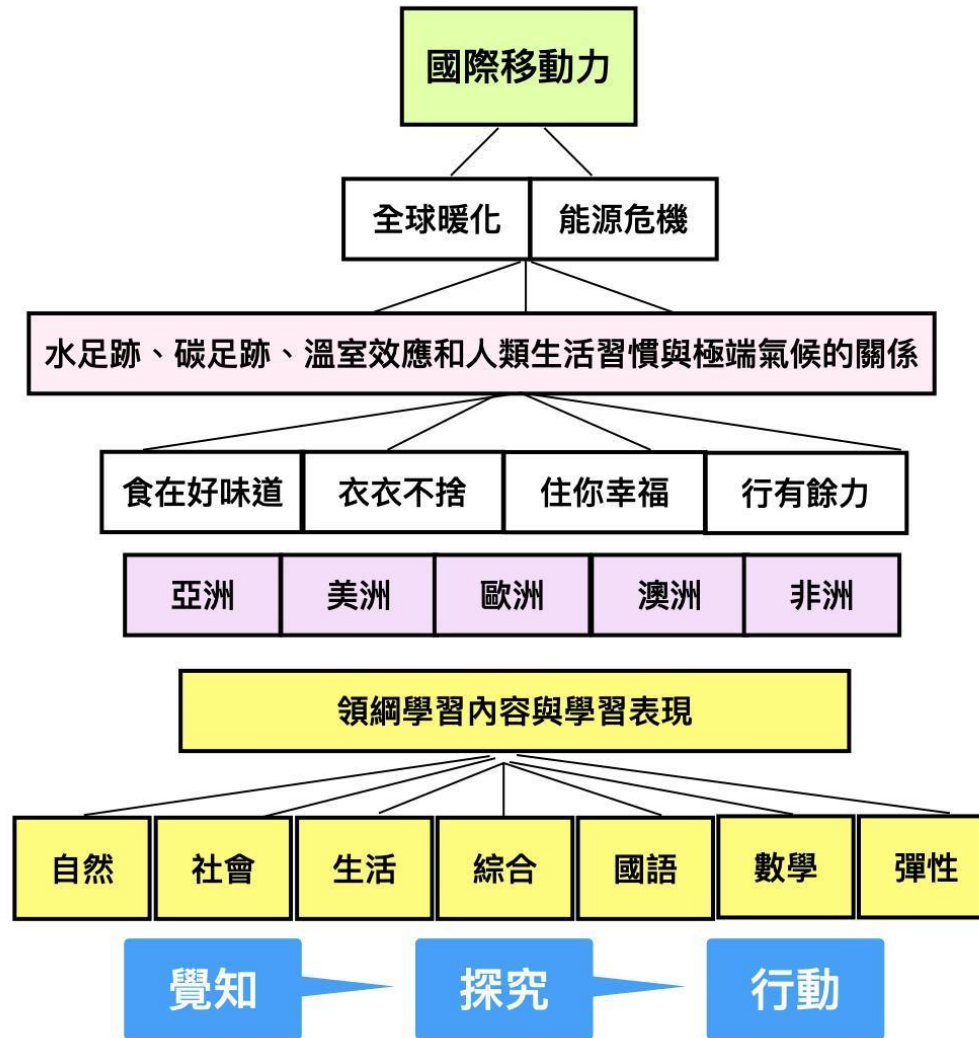 國際移動力
全球暖化 能源危機
水足跡、碳足跡、溫室效應和人類生活習慣與極端氣候的關係
食在好味道 衣衣不捨 住你幸福 行有餘力
亞洲 美洲 歐洲 澳洲 非洲
領綱學習內容與學習表現
自然 社會 生活 綜合 國語 數學 彈性
覺知 探究 行動